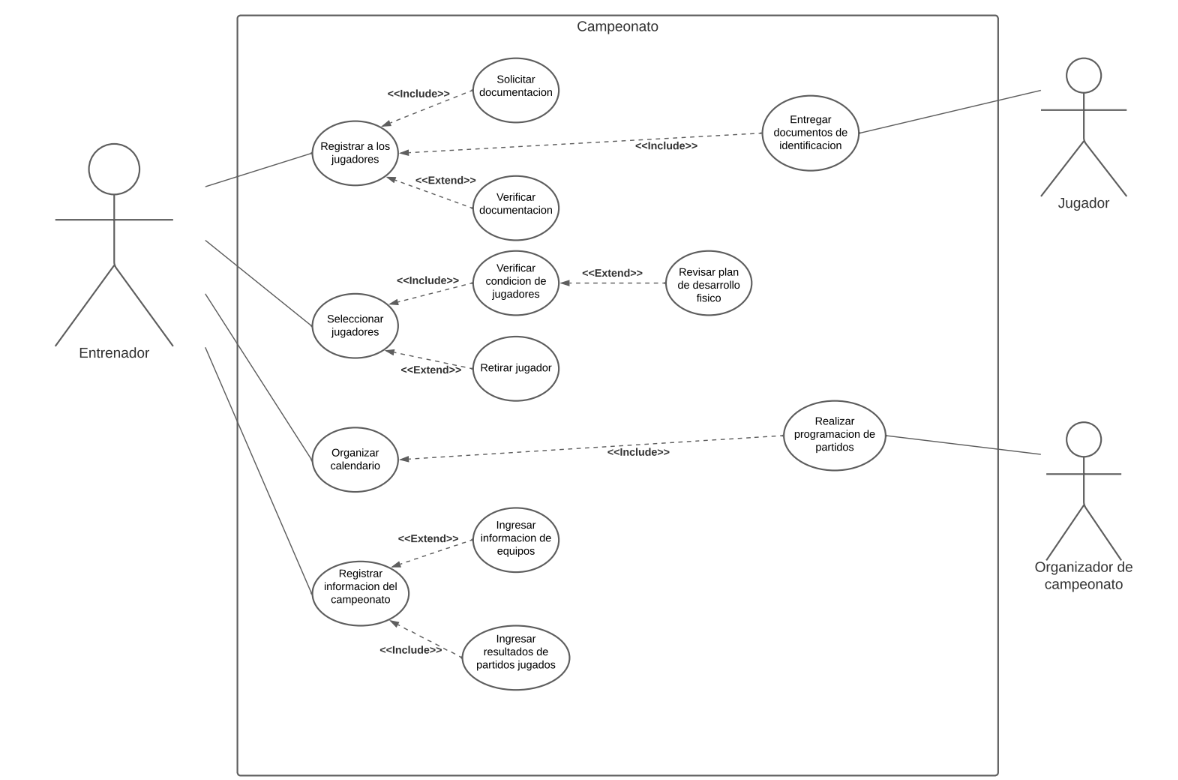 Campeonato
Solicitar
documentacion
<<Include>>
Entregar
documentos de
identificacion
<<Include>>
Registrar a los
jugadores
<<Extend>>
Verificar
documentacion
Jugador
Verificar
condicion de
jugadores
<<Include>>
<<Extend>>
Revisar plan
de desarrollo
fisico
Seleccionar
jugadores
Entrenador
<<Extend>>
Retirar jugador
Realizar
programacion de
partidos
<<Include>>
Organizar
calendario
Ingresar
informacion de
equipos
<<Extend>>
Organizador de
campeonato
Registrar
informacion del
campeonato
<<Include>>
Ingresar
resultados de
partidos jugados